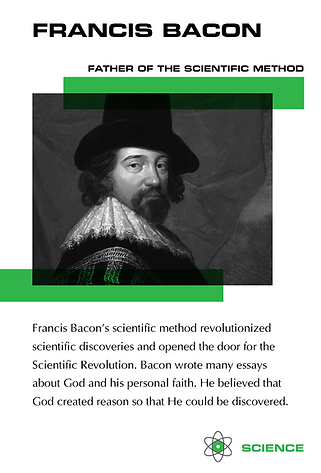 FRANCIS BACON
FATHER OF THE SCIENTIFIC METHOD
Francis Bacon’s scientific method revolutionized
scientific discoveries and opened the door for the
Scientific Revolution. Bacon wrote many essays
about God and his personal faith. He believed that
God created reason so that He could be discovered.
SCIENCE